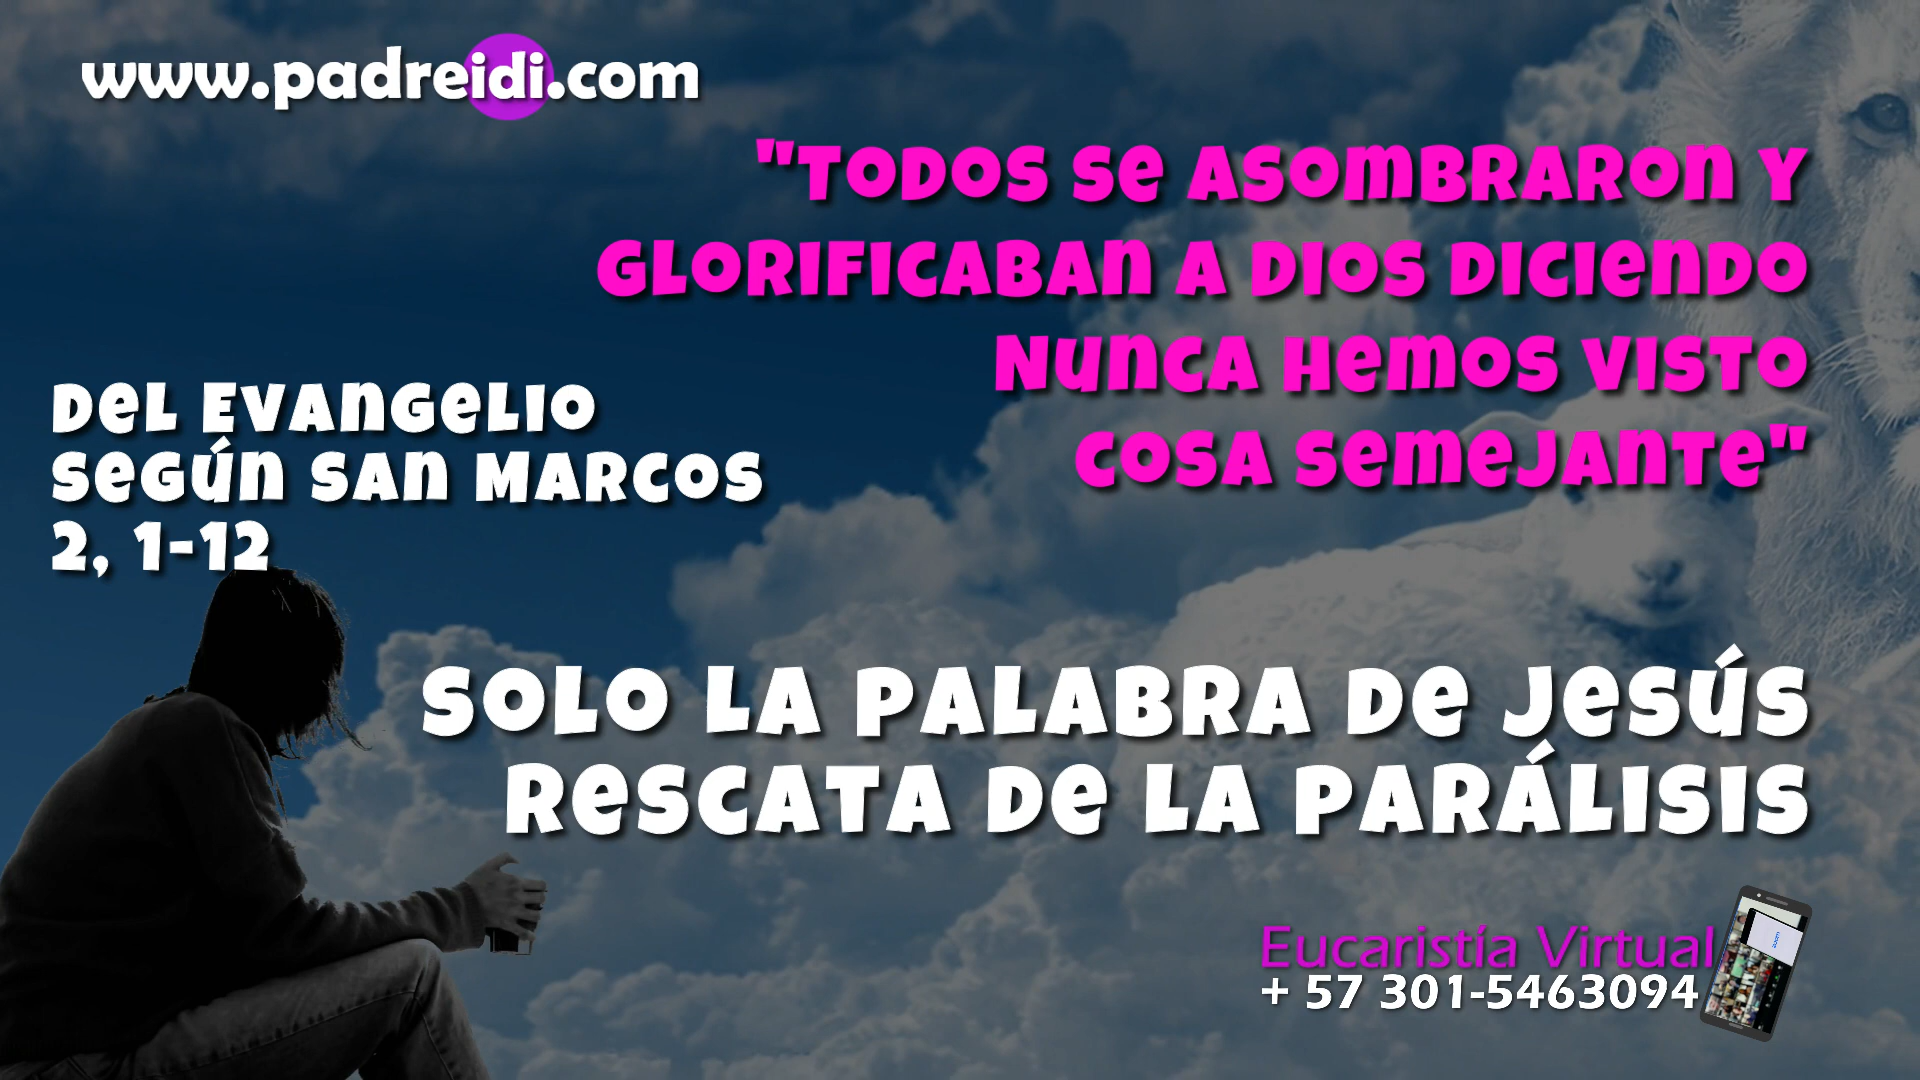 www.padreidi.com
"Todos se asombraron y
glorificaban a Dios diciendo
Nunca hemos visto
cosa semejante"
Del Evangelio
según San Marcos
2, 1-12
Solo la Palabra de Jesús
rescata de la parálisis
Eucaristía Virtual
+ 57 301-5463094